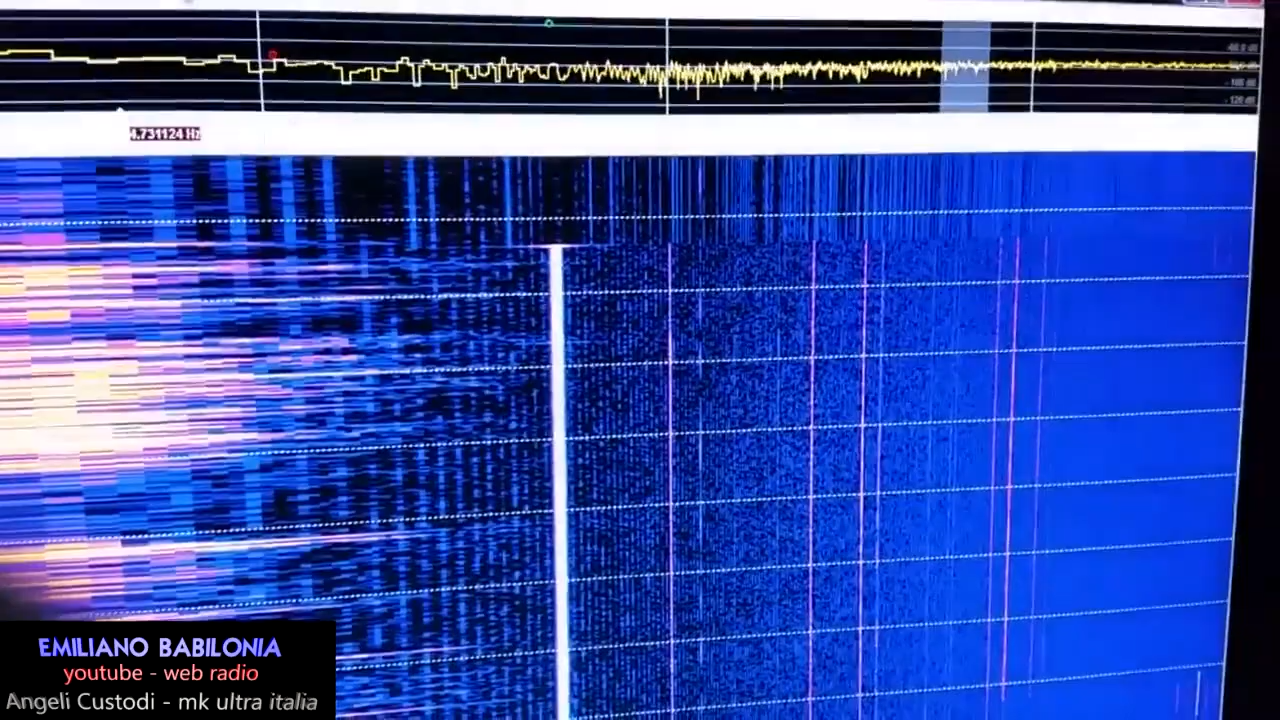 4.731124 Hz
EMILIANO BABILONIA
youtube - web radio
Angeli Custodi - mk ultra italia